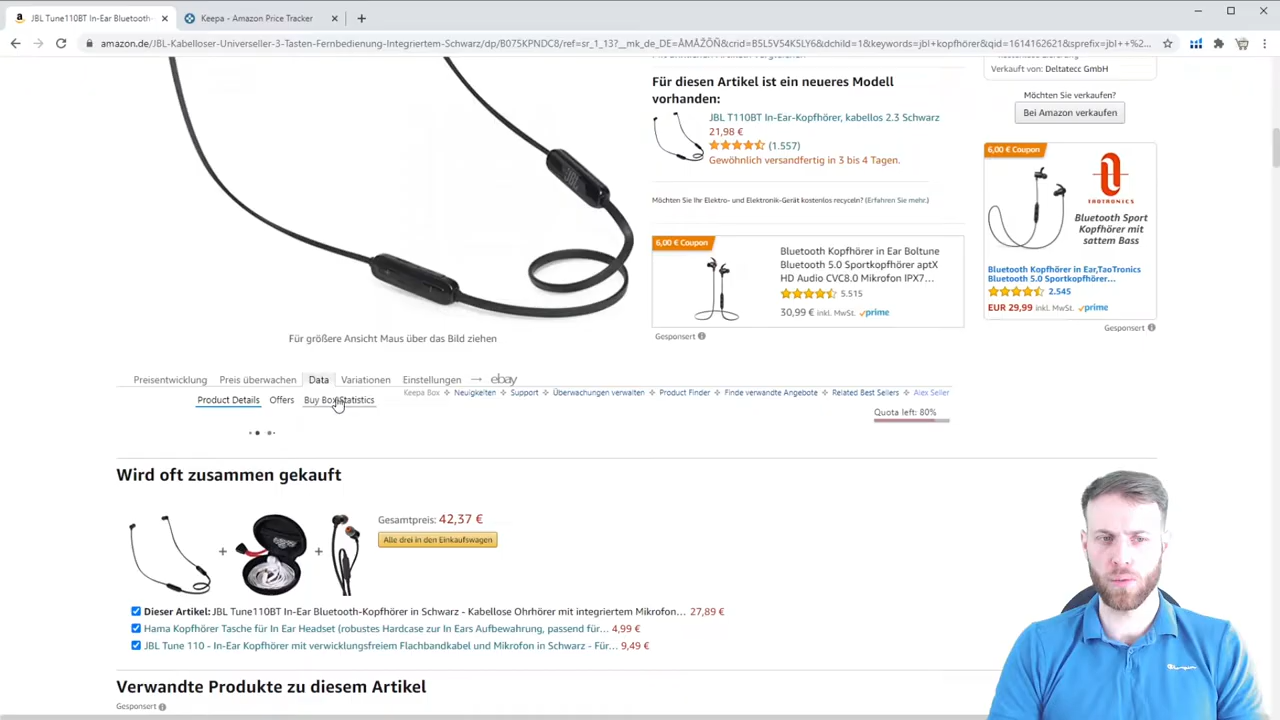 JBL Tune110BT In-Ear Bluetooth-
Keepa - Amazon Price Tracker
amazon.de/JBL-Kabelloser-Universeller-3-Tasten-Fernbedienung-Integriertem-Schwarz/dp/B075KPNDC8/ref=sr_1_13?__mk_de_DE=ÅMÅŽÕÑ&crid=B5L5V54K5LY6&dchild=1&keywords=jbl+kopfhörer&qid=1614162621&sprefix=jbl++%2...
Für diesen Artikel ist ein neueres Modell
vorhanden:
JBL T110BT In-Ear-Kopfhörer, kabellos 2.3 Schwarz
21,98 €
(1.557)
Gewöhnlich versandfertig in 3 bis 4 Tagen.
Möchten Sie Ihr Elektro- und Elektronik-Gerät kostenlos recyceln? (Erfahren Sie mehr.)
6,00 € Coupon
Bluetooth Kopfhörer in Ear Boltune
Bluetooth 5.0 Sportkopfhörer aptX
HD Audio CVC8.0 Mikrofon IPX7...
5.515
30,99 € inkl. MwSt. prime
Gesponsert
Verkauft von: Deltatecc GmbH
Möchten Sie verkaufen?
Bei Amazon verkaufen
6,00 € Coupon
TAOTRONICS
Bluetooth Sport
Kopfhörer mit
sattem Bass
Bluetooth Kopfhörer in Ear,TaoTronics
Bluetooth 5.0 Sportkopfhörer...
2.545
EUR 29,99 inkl. MwSt. prime
Gesponsert
Für größere Ansicht Maus über das Bild ziehen
Preisentwicklung Preis überwachen Data Variationen Einstellungen → ebay
Product Details Offers Buy Box Statistics
Keepa Box Neuigkeiten Support Überwachungen verwalten Product Finder Finde verwandte Angebote Related Best Sellers Alex Seller
Quota left: 80%
Wird oft zusammen gekauft
Gesamtpreis: 42,37 €
Alle drei in den Einkaufswagen
+ +
Dieser Artikel: JBL Tune110BT In-Ear Bluetooth-Kopfhörer in Schwarz - Kabellose Ohrhörer mit integriertem Mikrofon... 27,89 €
Hama Kopfhörer Tasche für In Ear Headset (robustes Hardcase zur In Ears Aufbewahrung, passend für... 4,99 €
JBL Tune 110 - In-Ear Kopfhörer mit verwicklungsfreiem Flachbandkabel und Mikrofon in Schwarz - Für... 9,49 €
Verwandte Produkte zu diesem Artikel
Gesponsert